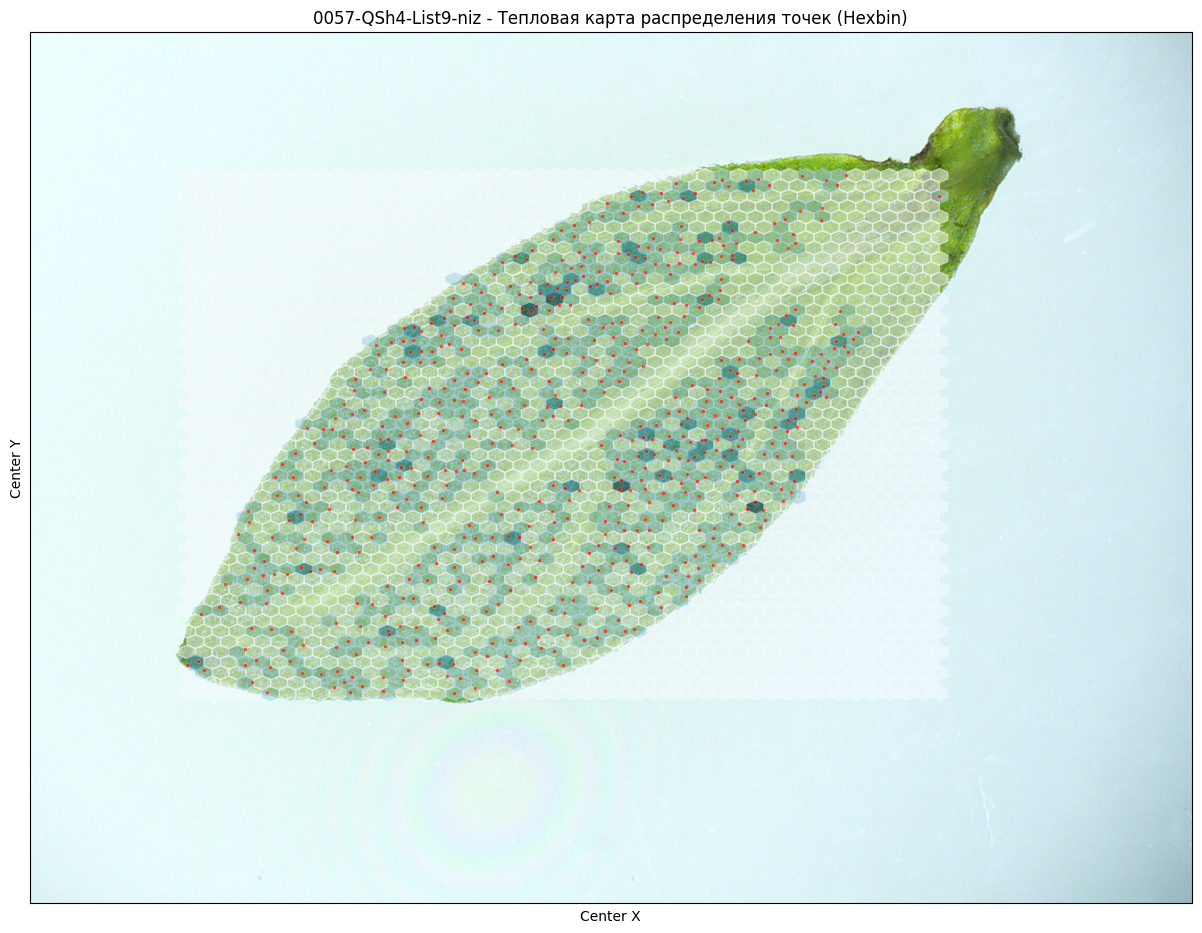 0057-QSh4-List9-niz - Тепловая карта распределения точек (Hexbin)
Center Y
Center X